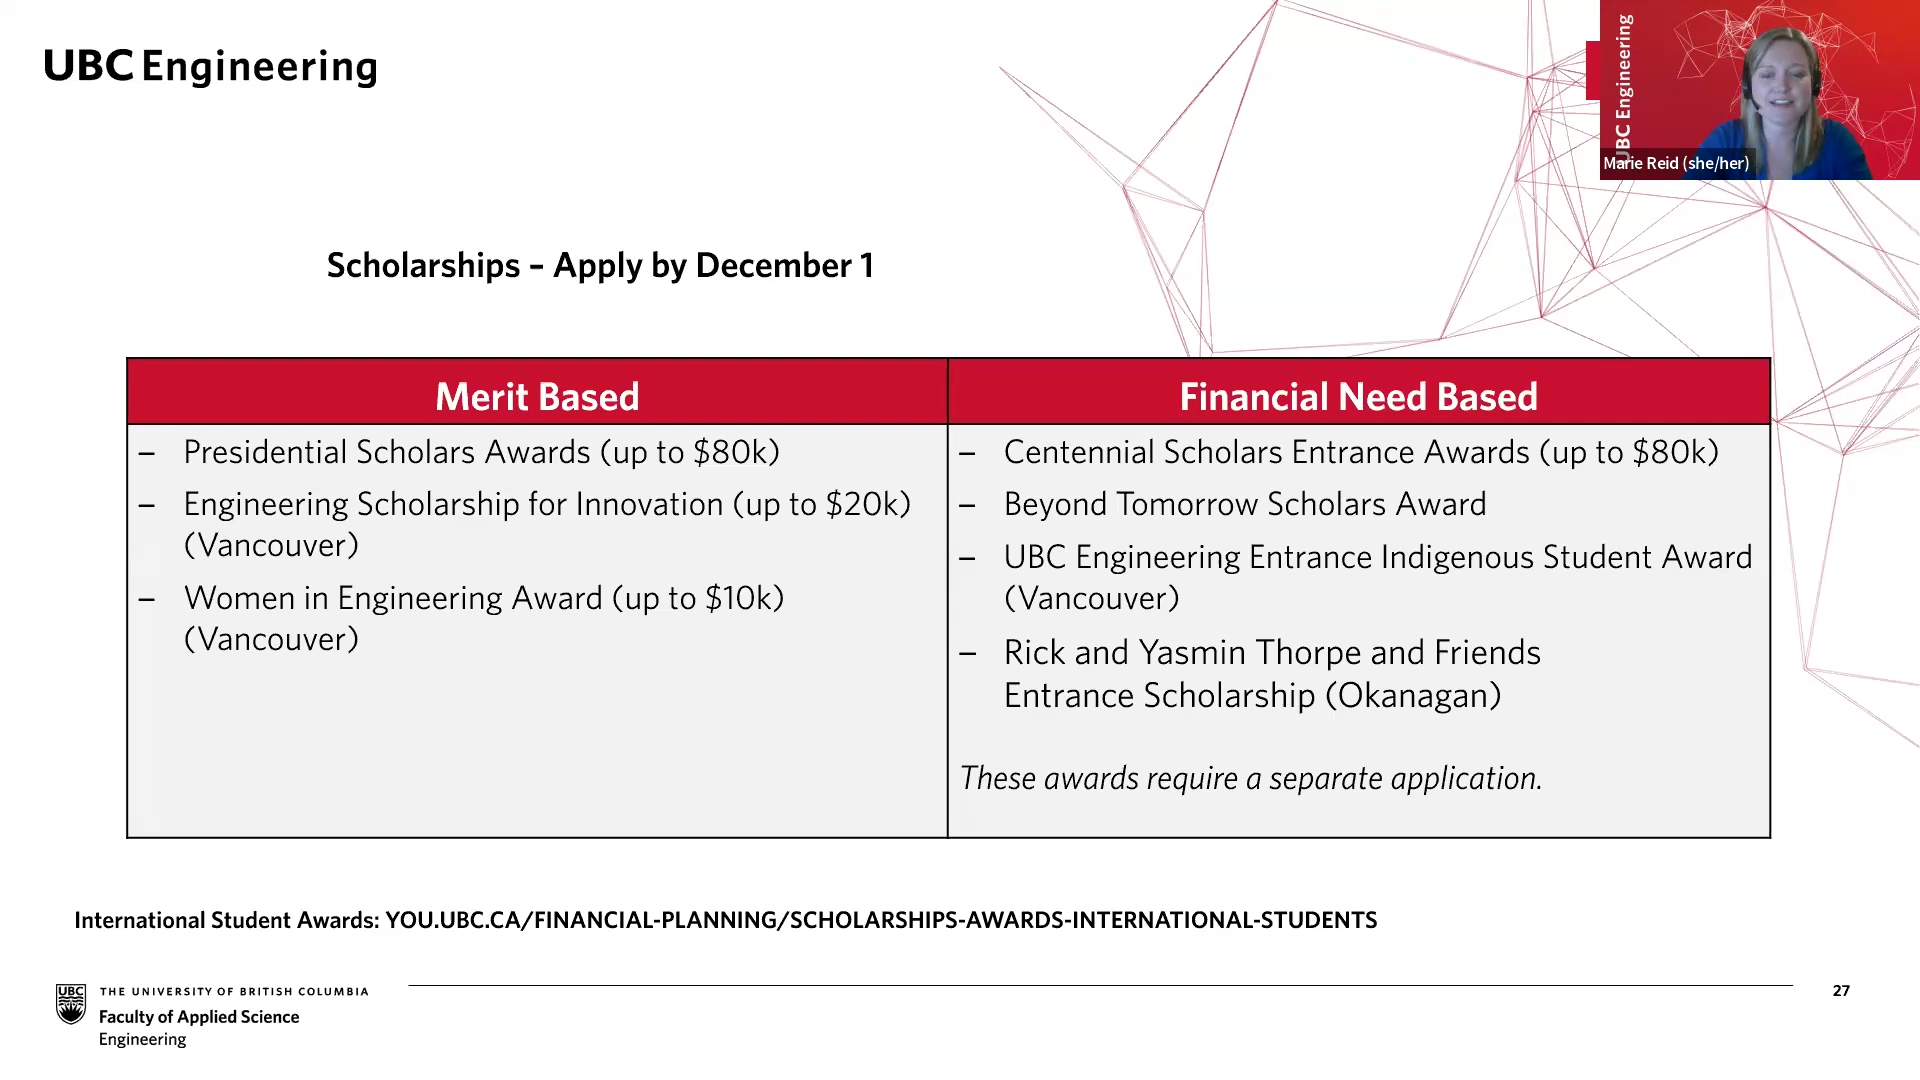 UBC Engineering
UBC Engineering
Marie Reid (she/her)
Scholarships – Apply by December 1
Merit Based
– Presidential Scholars Awards (up to $80k)
– Engineering Scholarship for Innovation (up to $20k)
(Vancouver)
– Women in Engineering Award (up to $10k)
(Vancouver)
Financial Need Based
– Centennial Scholars Entrance Awards (up to $80k)
– Beyond Tomorrow Scholars Award
– UBC Engineering Entrance Indigenous Student Award
(Vancouver)
– Rick and Yasmin Thorpe and Friends
Entrance Scholarship (Okanagan)
These awards require a separate application.
International Student Awards: YOU.UBC.CA/FINANCIAL-PLANNING/SCHOLARSHIPS-AWARDS-INTERNATIONAL-STUDENTS
UBC
THE UNIVERSITY OF BRITISH COLUMBIA
Faculty of Applied Science
Engineering
27